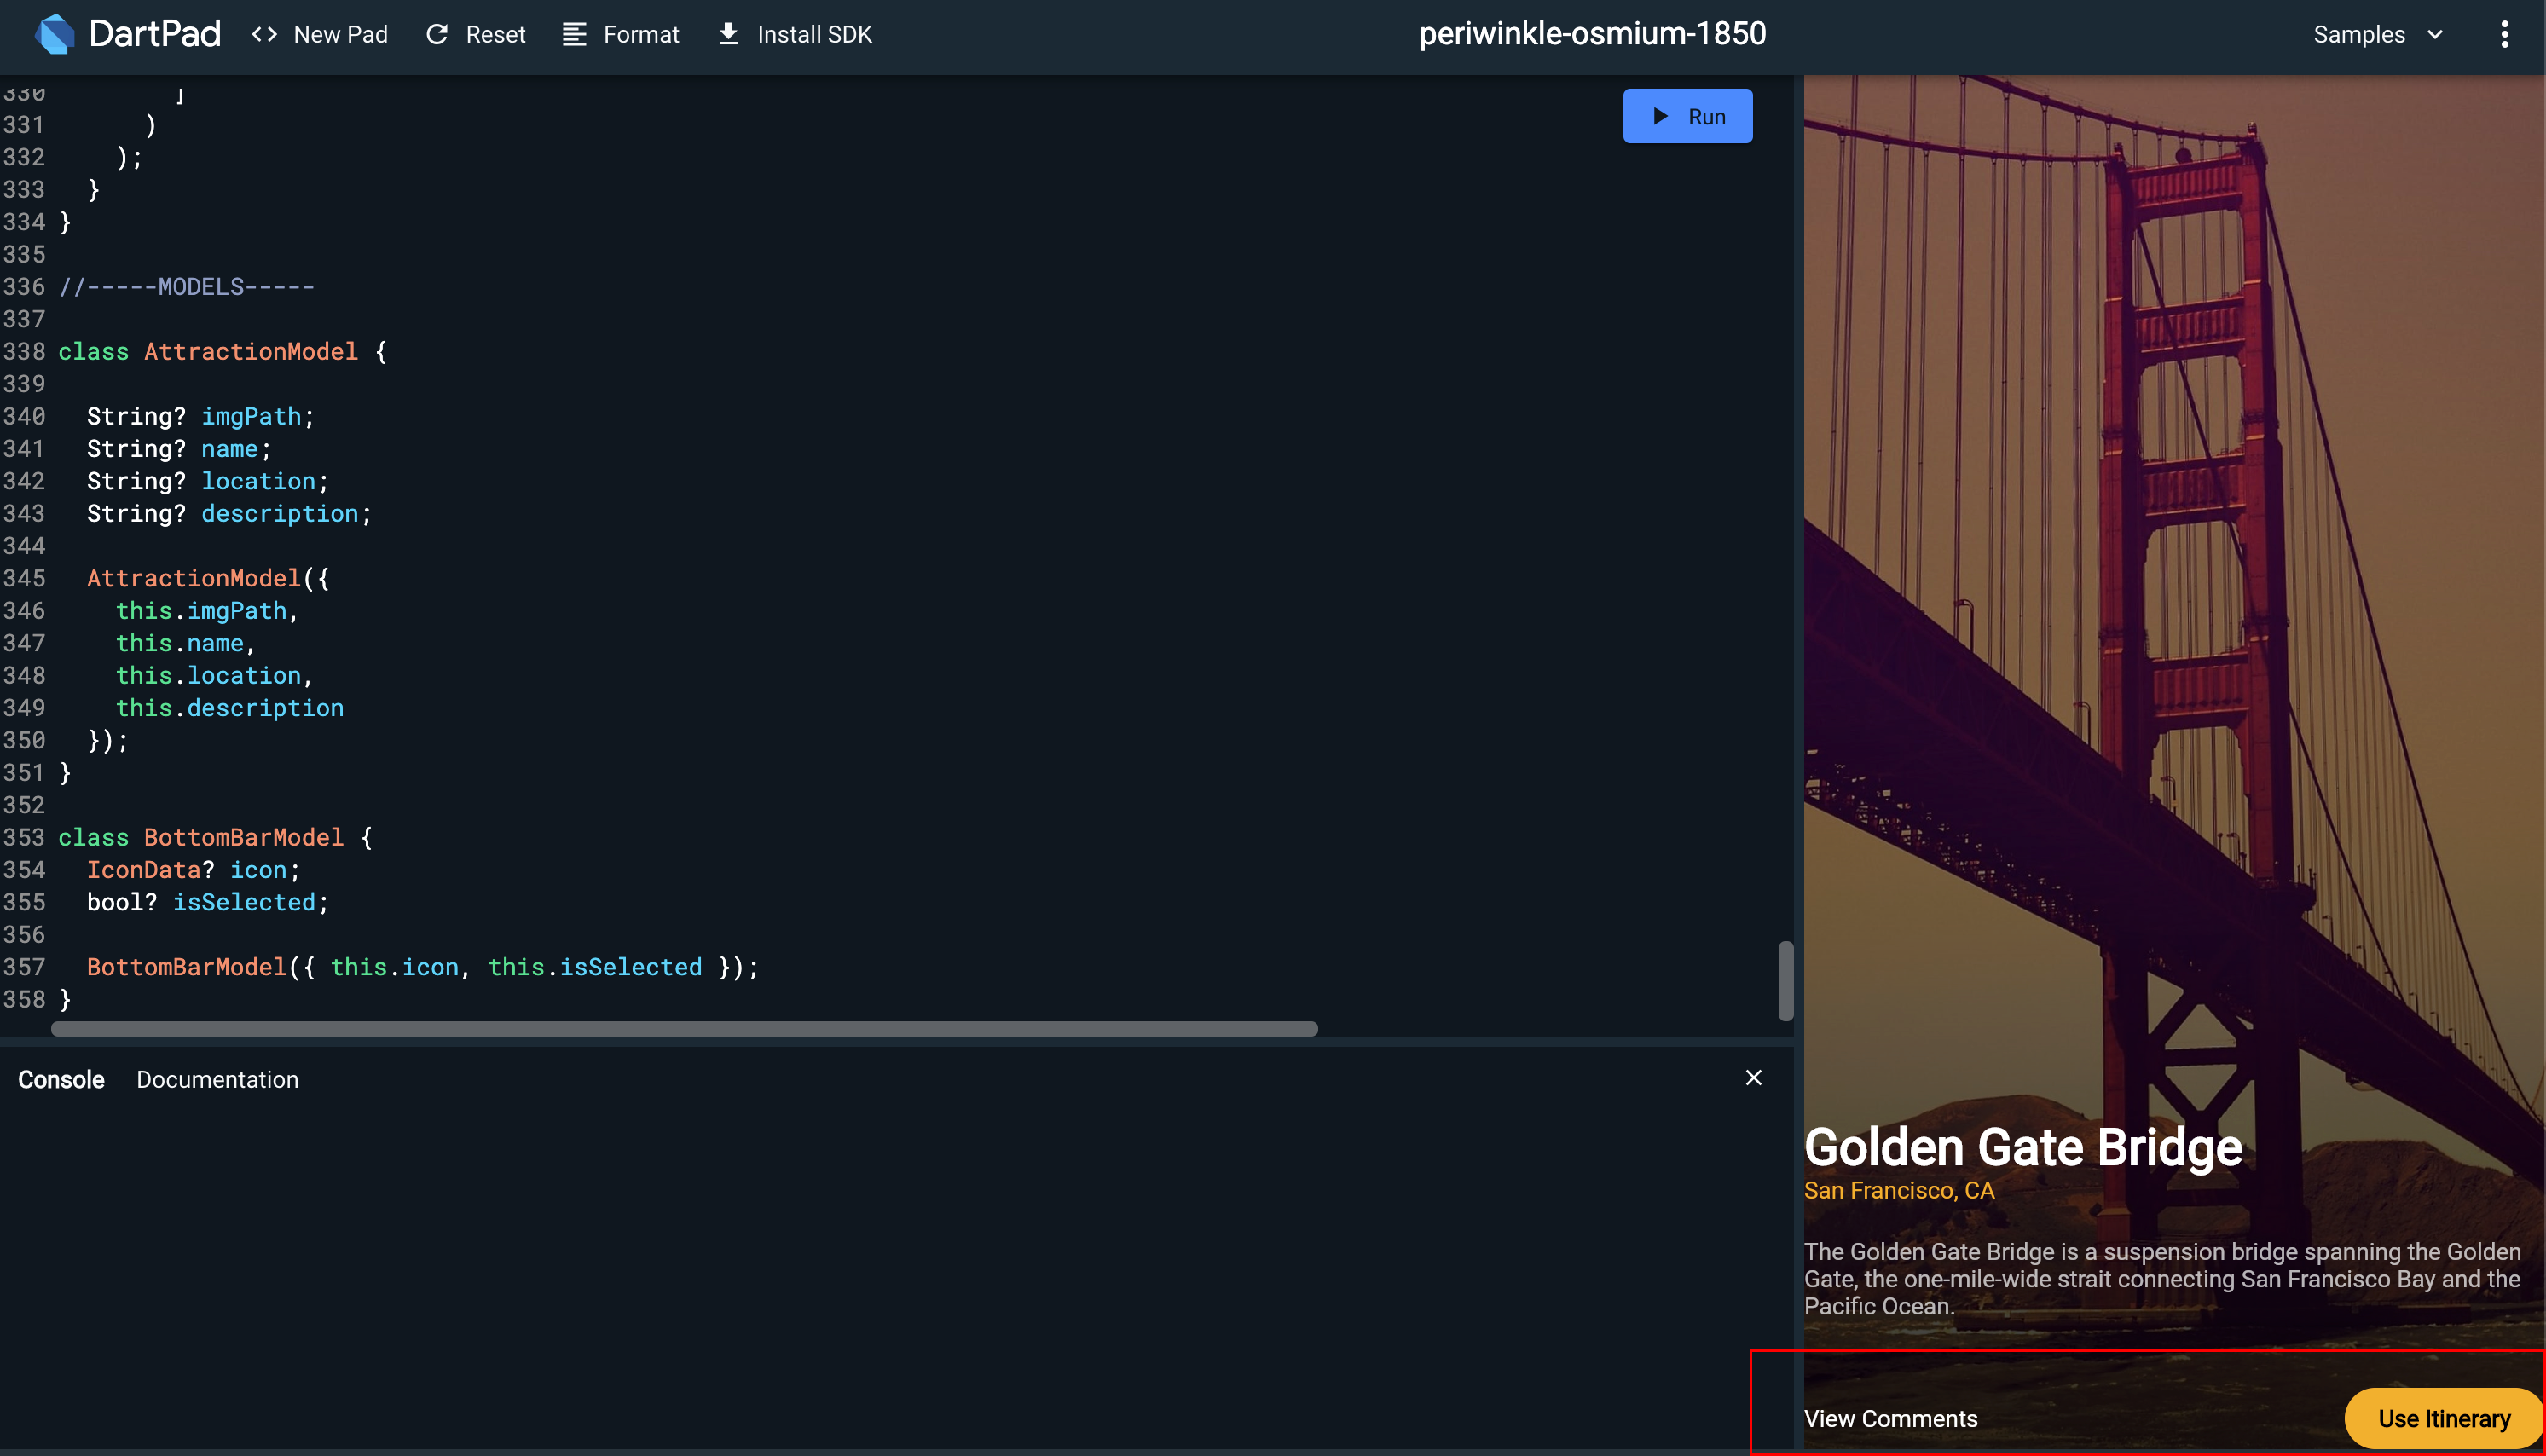 DartPad <> New Pad Reset Format Install SDK periwinkle-osmium-1850 Samples
330 ]
331 )
332 );
333 }
334 }
335
336 //-----MODELS-----
337
338 class AttractionModel {
339
340 String? imgPath;
341 String? name;
342 String? location;
343 String? description;
344
345 AttractionModel({
346 this.imgPath,
347 this.name,
348 this.location,
349 this.description
350 });
351 }
352
353 class BottomBarModel {
354 IconData? icon;
355 bool? isSelected;
356
357 BottomBarModel({ this.icon, this.isSelected });
358 }
Run
Console Documentation
Golden Gate Bridge
San Francisco, CA
The Golden Gate Bridge is a suspension bridge spanning the Golden
Gate, the one-mile-wide strait connecting San Francisco Bay and the
Pacific Ocean.
View Comments Use Itinerary